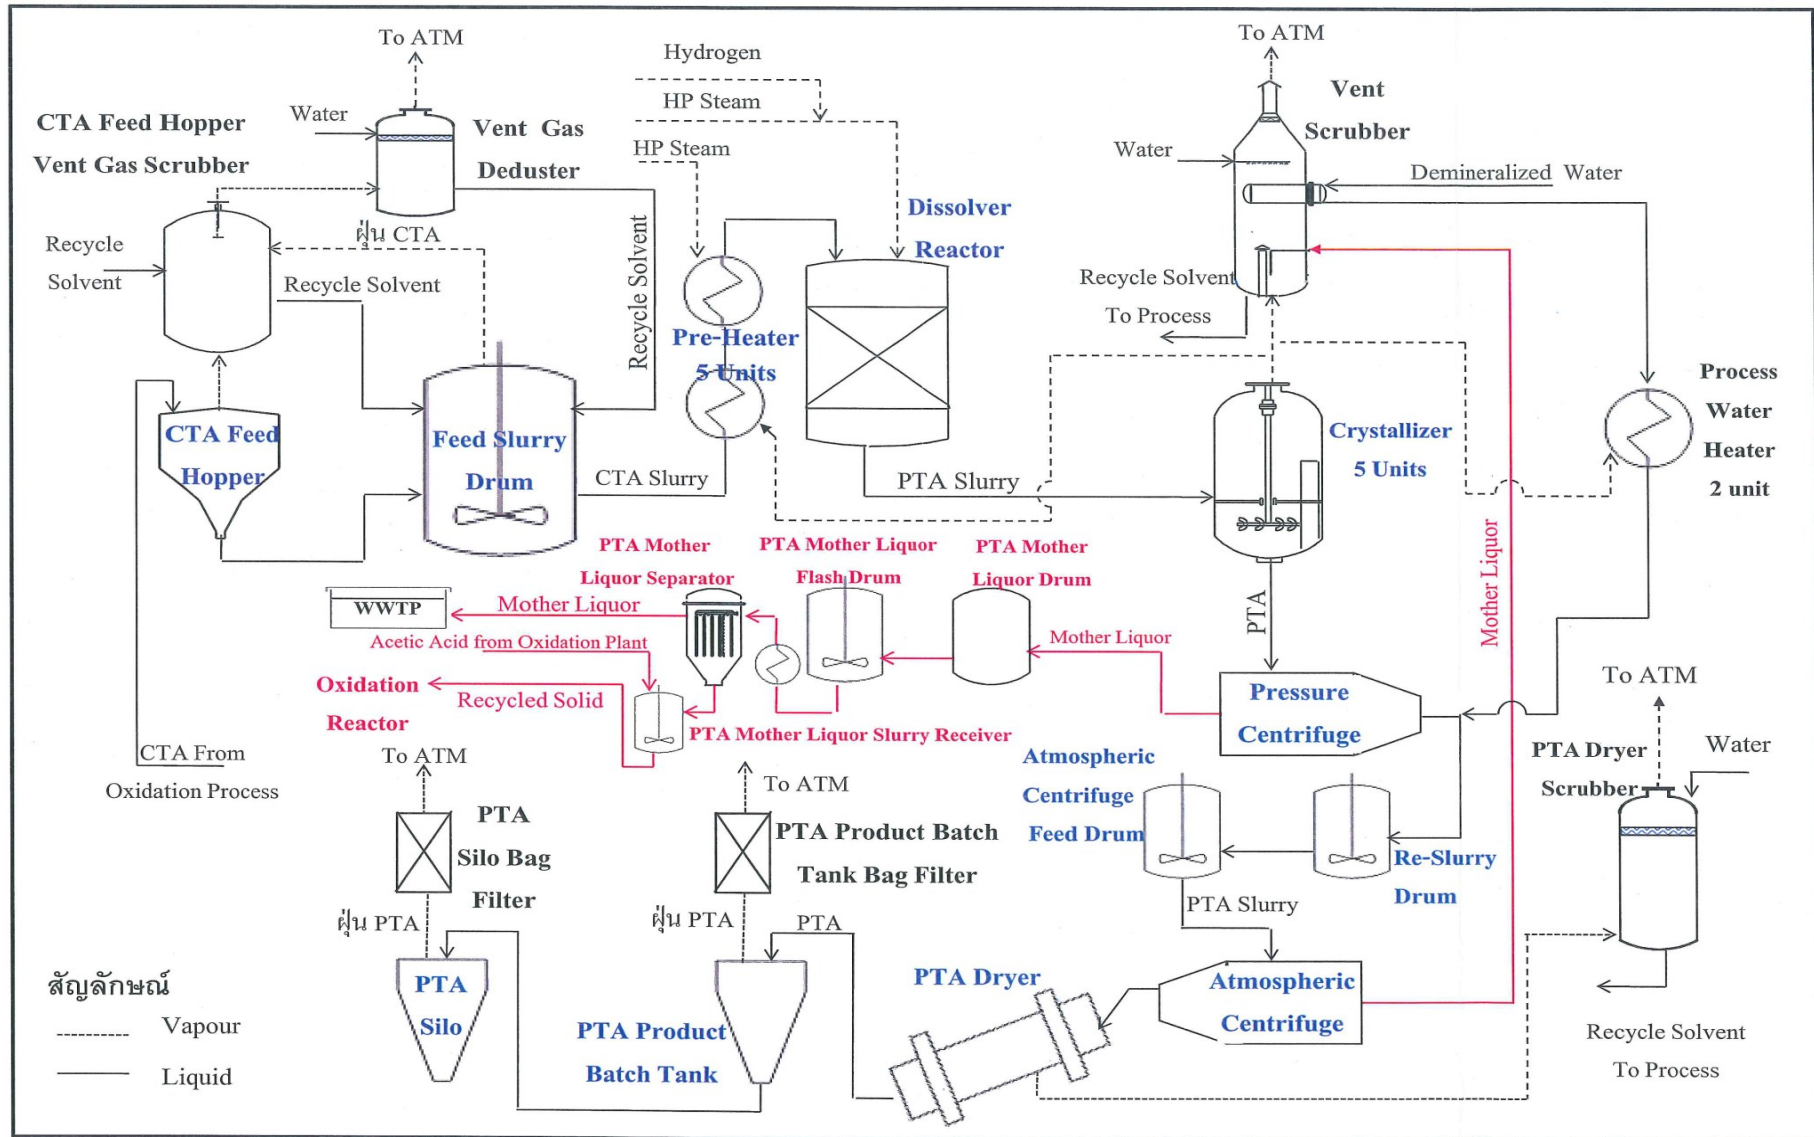 To ATM
Hydrogen
To ATM
CTA Feed Hopper
Vent Gas Scrubber
Water
Vent Gas
Deduster
HP Steam
HP Steam
Vent
Scrubber
Water
Demineralized Water
ฝุ่น CTA
Recycle
Solvent
Recycle Solvent
Recycle Solvent
Dissolver
Reactor
Recycle Solvent
To Process
Pre-Heater
5 Units
Process
Water
Heater
2 unit
CTA Feed
Hopper
Feed Slurry
Drum
CTA Slurry
PTA Slurry
Crystallizer
5 Units
PTA Mother
Liquor Separator
PTA Mother Liquor
Flash Drum
PTA Mother
Liquor Drum
PTA
Mother Liquor
WWTP
Mother Liquor
Acetic Acid from Oxidation Plant
Mother Liquor
Oxidation
Reactor
Recycled Solid
PTA Mother Liquor Slurry Receiver
Pressure
Centrifuge
To ATM
CTA From
Oxidation Process
To ATM
To ATM
Atmospheric
Centrifuge
Feed Drum
PTA Dryer
Scrubber
Water
PTA
Silo Bag
Filter
PTA Product Batch
Tank Bag Filter
Re-Slurry
Drum
ฝุ่น PTA
ฝุ่น PTA
PTA
PTA Slurry
PTA
Silo
PTA Product
Batch Tank
PTA Dryer
Atmospheric
Centrifuge
Recycle Solvent
To Process
สัญลักษณ์
Vapour
Liquid